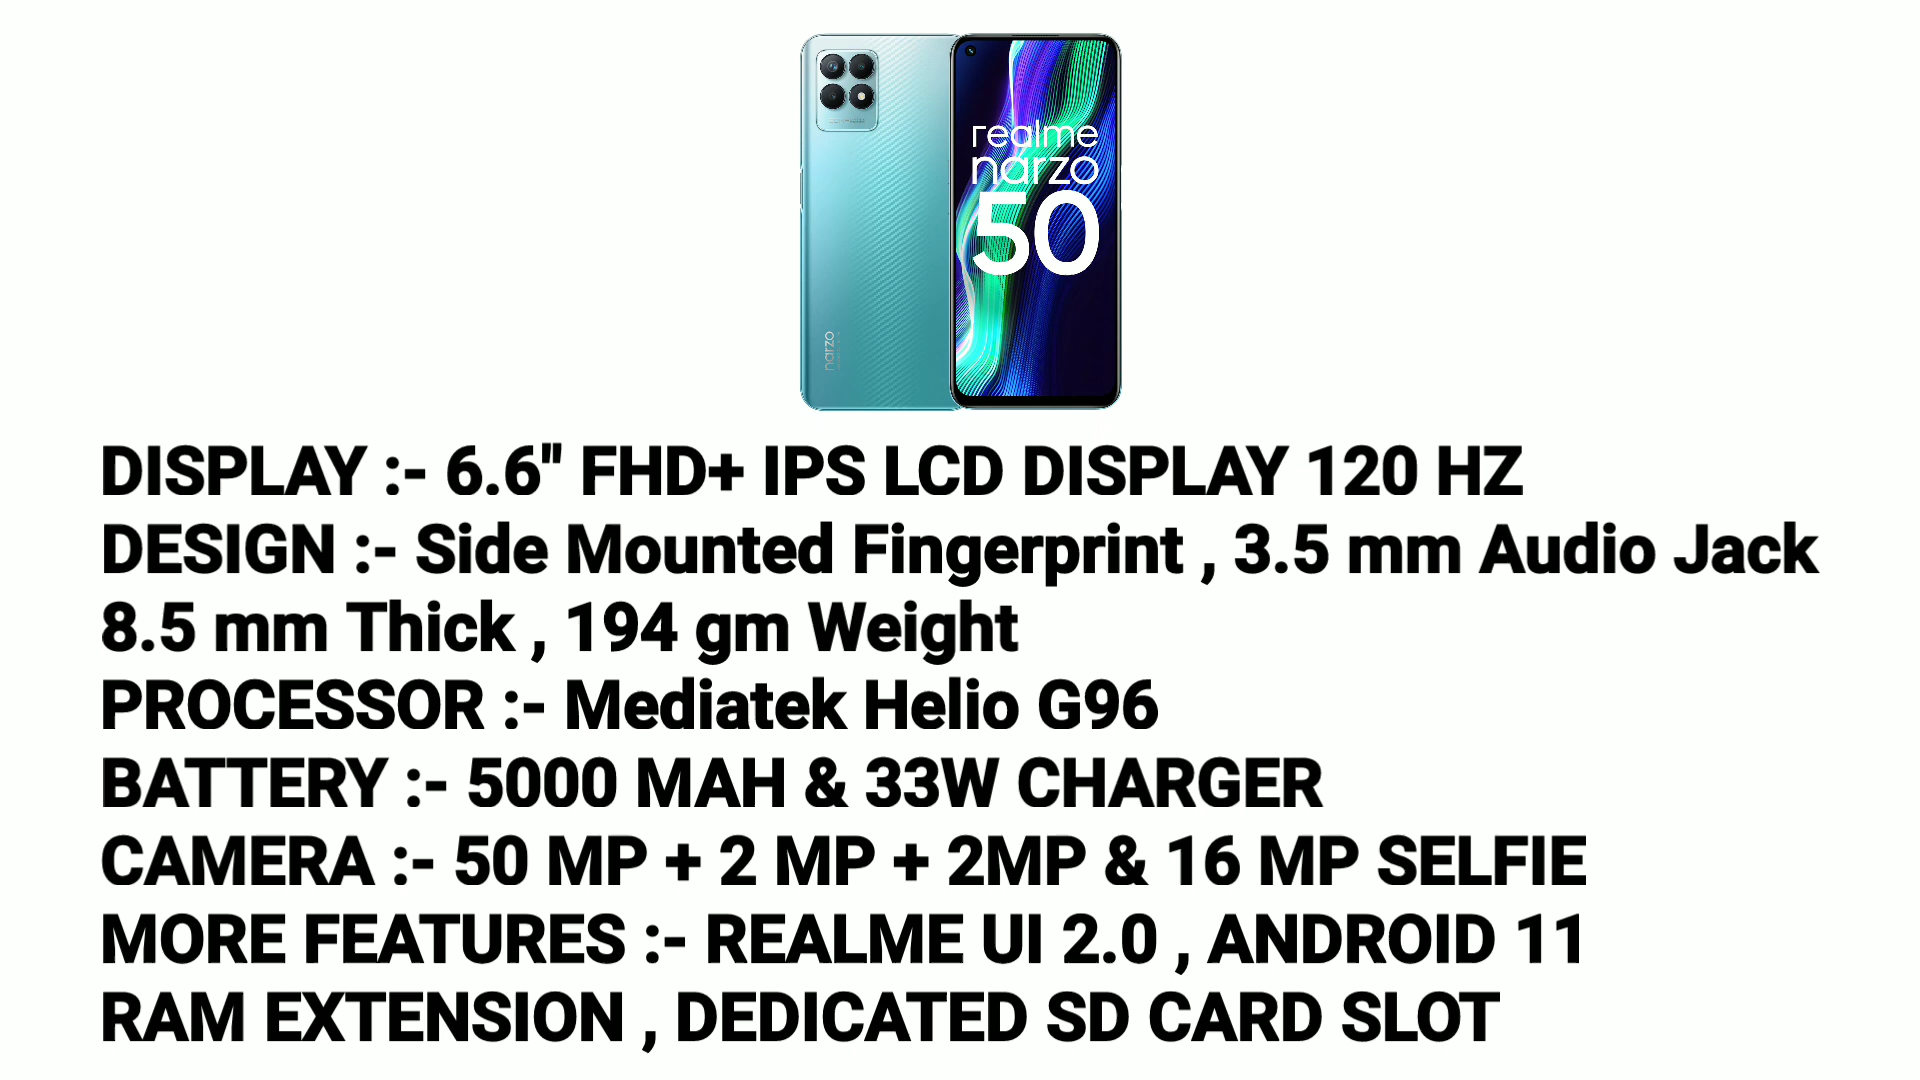 realme
narzo
50
narzo
DISPLAY :- 6.6" FHD+ IPS LCD DISPLAY 120 HZ
DESIGN :- Side Mounted Fingerprint , 3.5 mm Audio Jack
8.5 mm Thick , 194 gm Weight
PROCESSOR :- Mediatek Helio G96
BATTERY :- 5000 MAH & 33W CHARGER
CAMERA :- 50 MP + 2 MP + 2MP & 16 MP SELFIE
MORE FEATURES :- REALME UI 2.0 , ANDROID 11
RAM EXTENSION , DEDICATED SD CARD SLOT